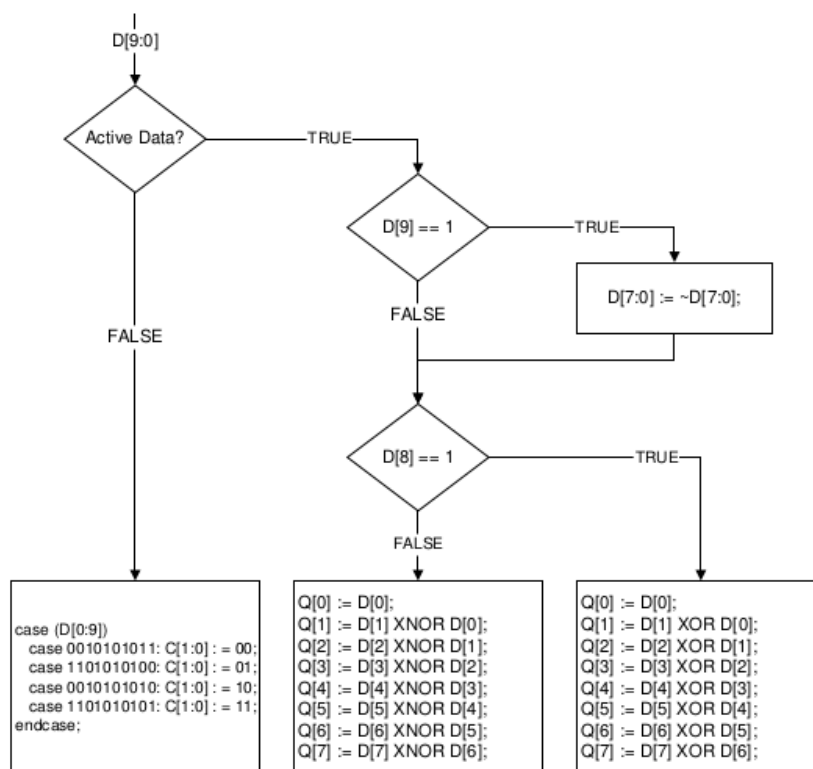 D[9:0]
Active Data?
TRUE
D[9] == 1
TRUE
D[7:0] := ~D[7:0];
FALSE
FALSE
D[8] == 1
TRUE
FALSE
case (D[0:9])
case 0010101011: C[1:0] : = 00;
case 1101010100: C[1:0] : = 01;
case 0010101010: C[1:0] : = 10;
case 1101010101: C[1:0] : = 11;
endcase;
Q[0] := D[0];
Q[1] := D[1] XNOR D[0];
Q[2] := D[2] XNOR D[1];
Q[3] := D[3] XNOR D[2];
Q[4] := D[4] XNOR D[3];
Q[5] := D[5] XNOR D[4];
Q[6] := D[6] XNOR D[5];
Q[7] := D[7] XNOR D[6];
Q[0] := D[0];
Q[1] := D[1] XOR D[0];
Q[2] := D[2] XOR D[1];
Q[3] := D[3] XOR D[2];
Q[4] := D[4] XOR D[3];
Q[5] := D[5] XOR D[4];
Q[6] := D[6] XOR D[5];
Q[7] := D[7] XOR D[6];